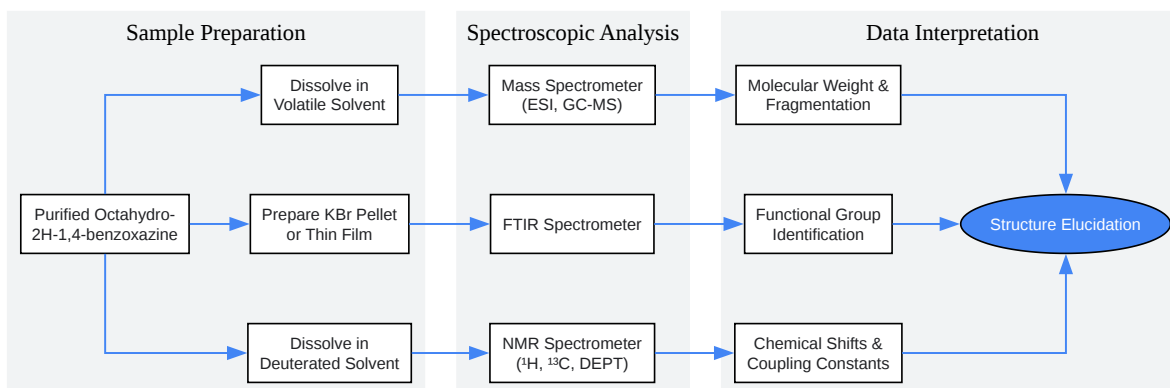 Sample Preparation
Spectroscopic Analysis
Data Interpretation
Dissolve in
Volatile Solvent
Mass Spectrometer
(ESI, GC-MS)
Molecular Weight &
Fragmentation
Purified Octahydro-
2H-1,4-benzoxazine
Prepare KBr Pellet
or Thin Film
FTIR Spectrometer
Functional Group
Identification
Structure Elucidation
Dissolve in
Deuterated Solvent
NMR Spectrometer
(¹H, ¹³C, DEPT)
Chemical Shifts &
Coupling Constants